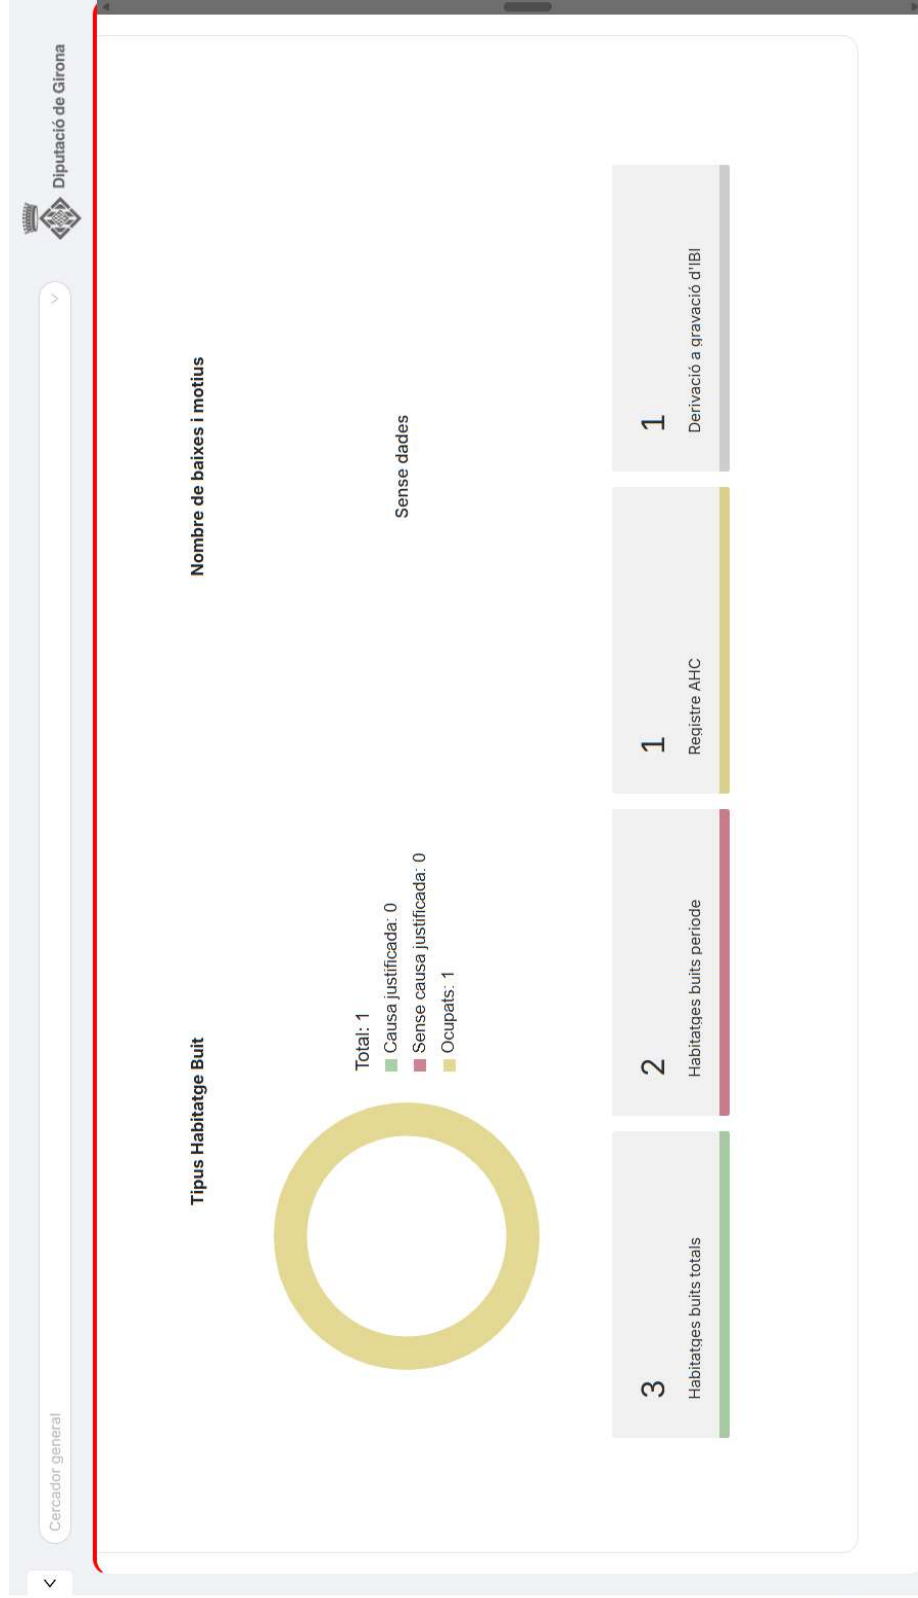 Cercador general
Diputació de Girona
Tipus Habitatge Buit
Total: 1
Causa justificada: 0
Sense causa justificada: 0
Ocupats: 1
Nombre de baixes i motius
Sense dades
3
Habitatges buits totals
2
Habitatges buits periode
1
Registre AHC
1
Derivació a gravació d'IBI